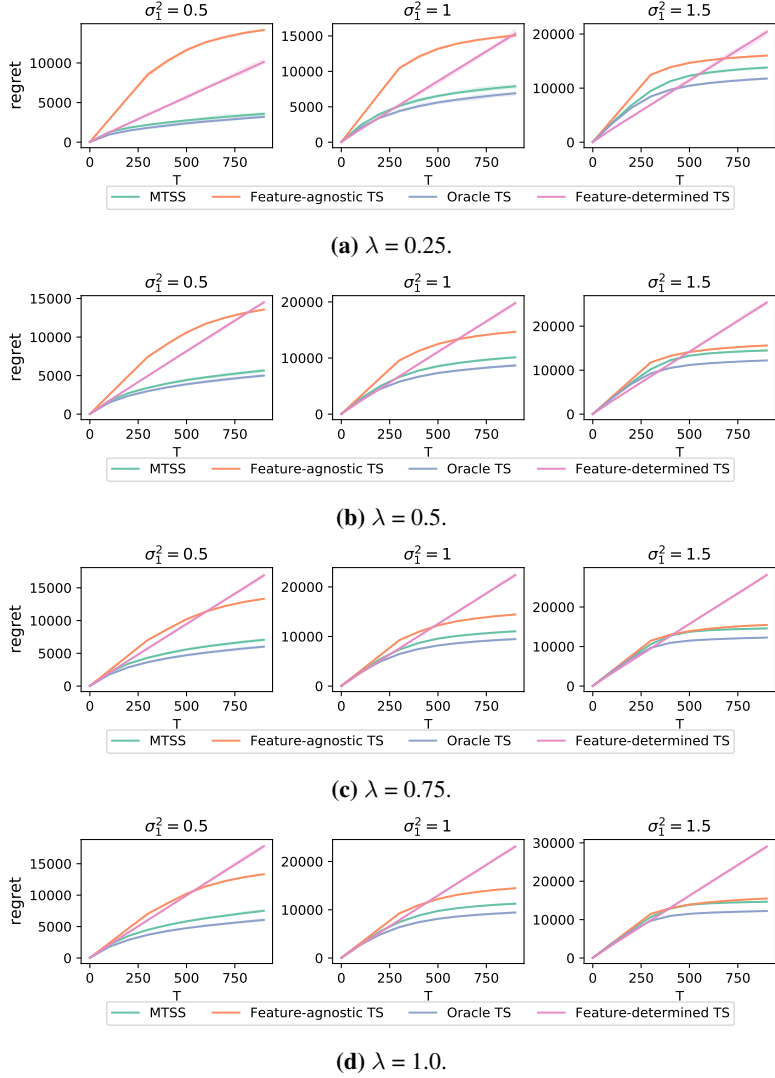 σ₁² = 0.5 σ₁² = 1 σ₁² = 1.5
regret
10000 5000 0
15000 10000 5000 0
20000 15000 10000 5000 0
0 250 500 750 0 250 500 750 0 250 500 750
T T T
MTSS Feature-agnostic TS Oracle TS Feature-determined TS
(a) λ = 0.25.
σ₁² = 0.5 σ₁² = 1 σ₁² = 1.5
regret
15000 10000 5000 0
20000 10000 0
20000 10000 0
0 250 500 750 0 250 500 750 0 250 500 750
T T T
MTSS Feature-agnostic TS Oracle TS Feature-determined TS
(b) λ = 0.5.
σ₁² = 0.5 σ₁² = 1 σ₁² = 1.5
regret
15000 10000 5000 0
20000 10000 0
20000 10000 0
0 250 500 750 0 250 500 750 0 250 500 750
T T T
MTSS Feature-agnostic TS Oracle TS Feature-determined TS
(c) λ = 0.75.
σ₁² = 0.5 σ₁² = 1 σ₁² = 1.5
regret
15000 10000 5000 0
20000 10000 0
30000 20000 10000 0
0 250 500 750 0 250 500 750 0 250 500 750
T T T
MTSS Feature-agnostic TS Oracle TS Feature-determined TS
(d) λ = 1.0.